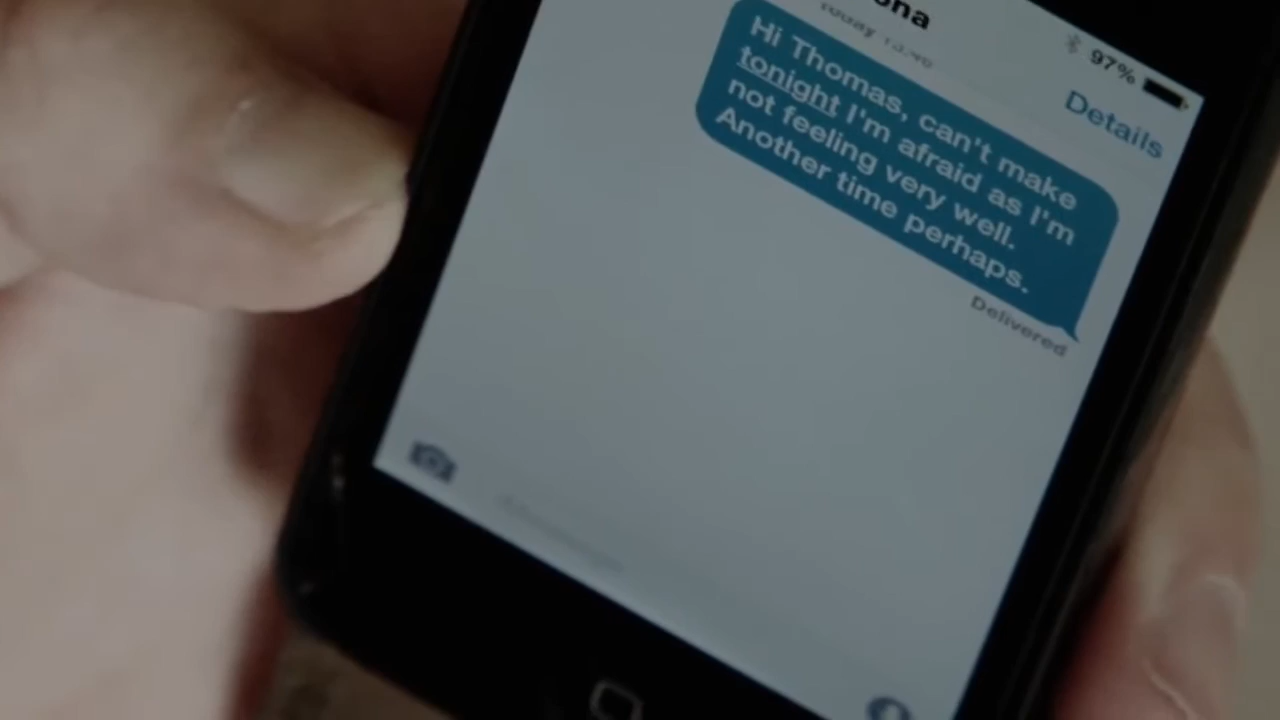 97%
Details
Hi Thomas, can't make
tonight I'm afraid as I'm
not feeling very well.
Another time perhaps.
Delivered